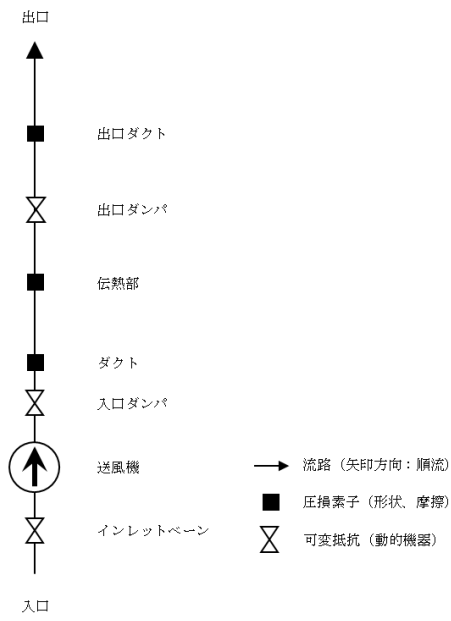 出口
出口ダクト
出口ダンパ
伝熱部
ダクト
入口ダンパ
送風機
インレットベーン
入口
流路（矢印方向：順流）
圧損素子（形状、摩擦）
可変抵抗（動的機器）